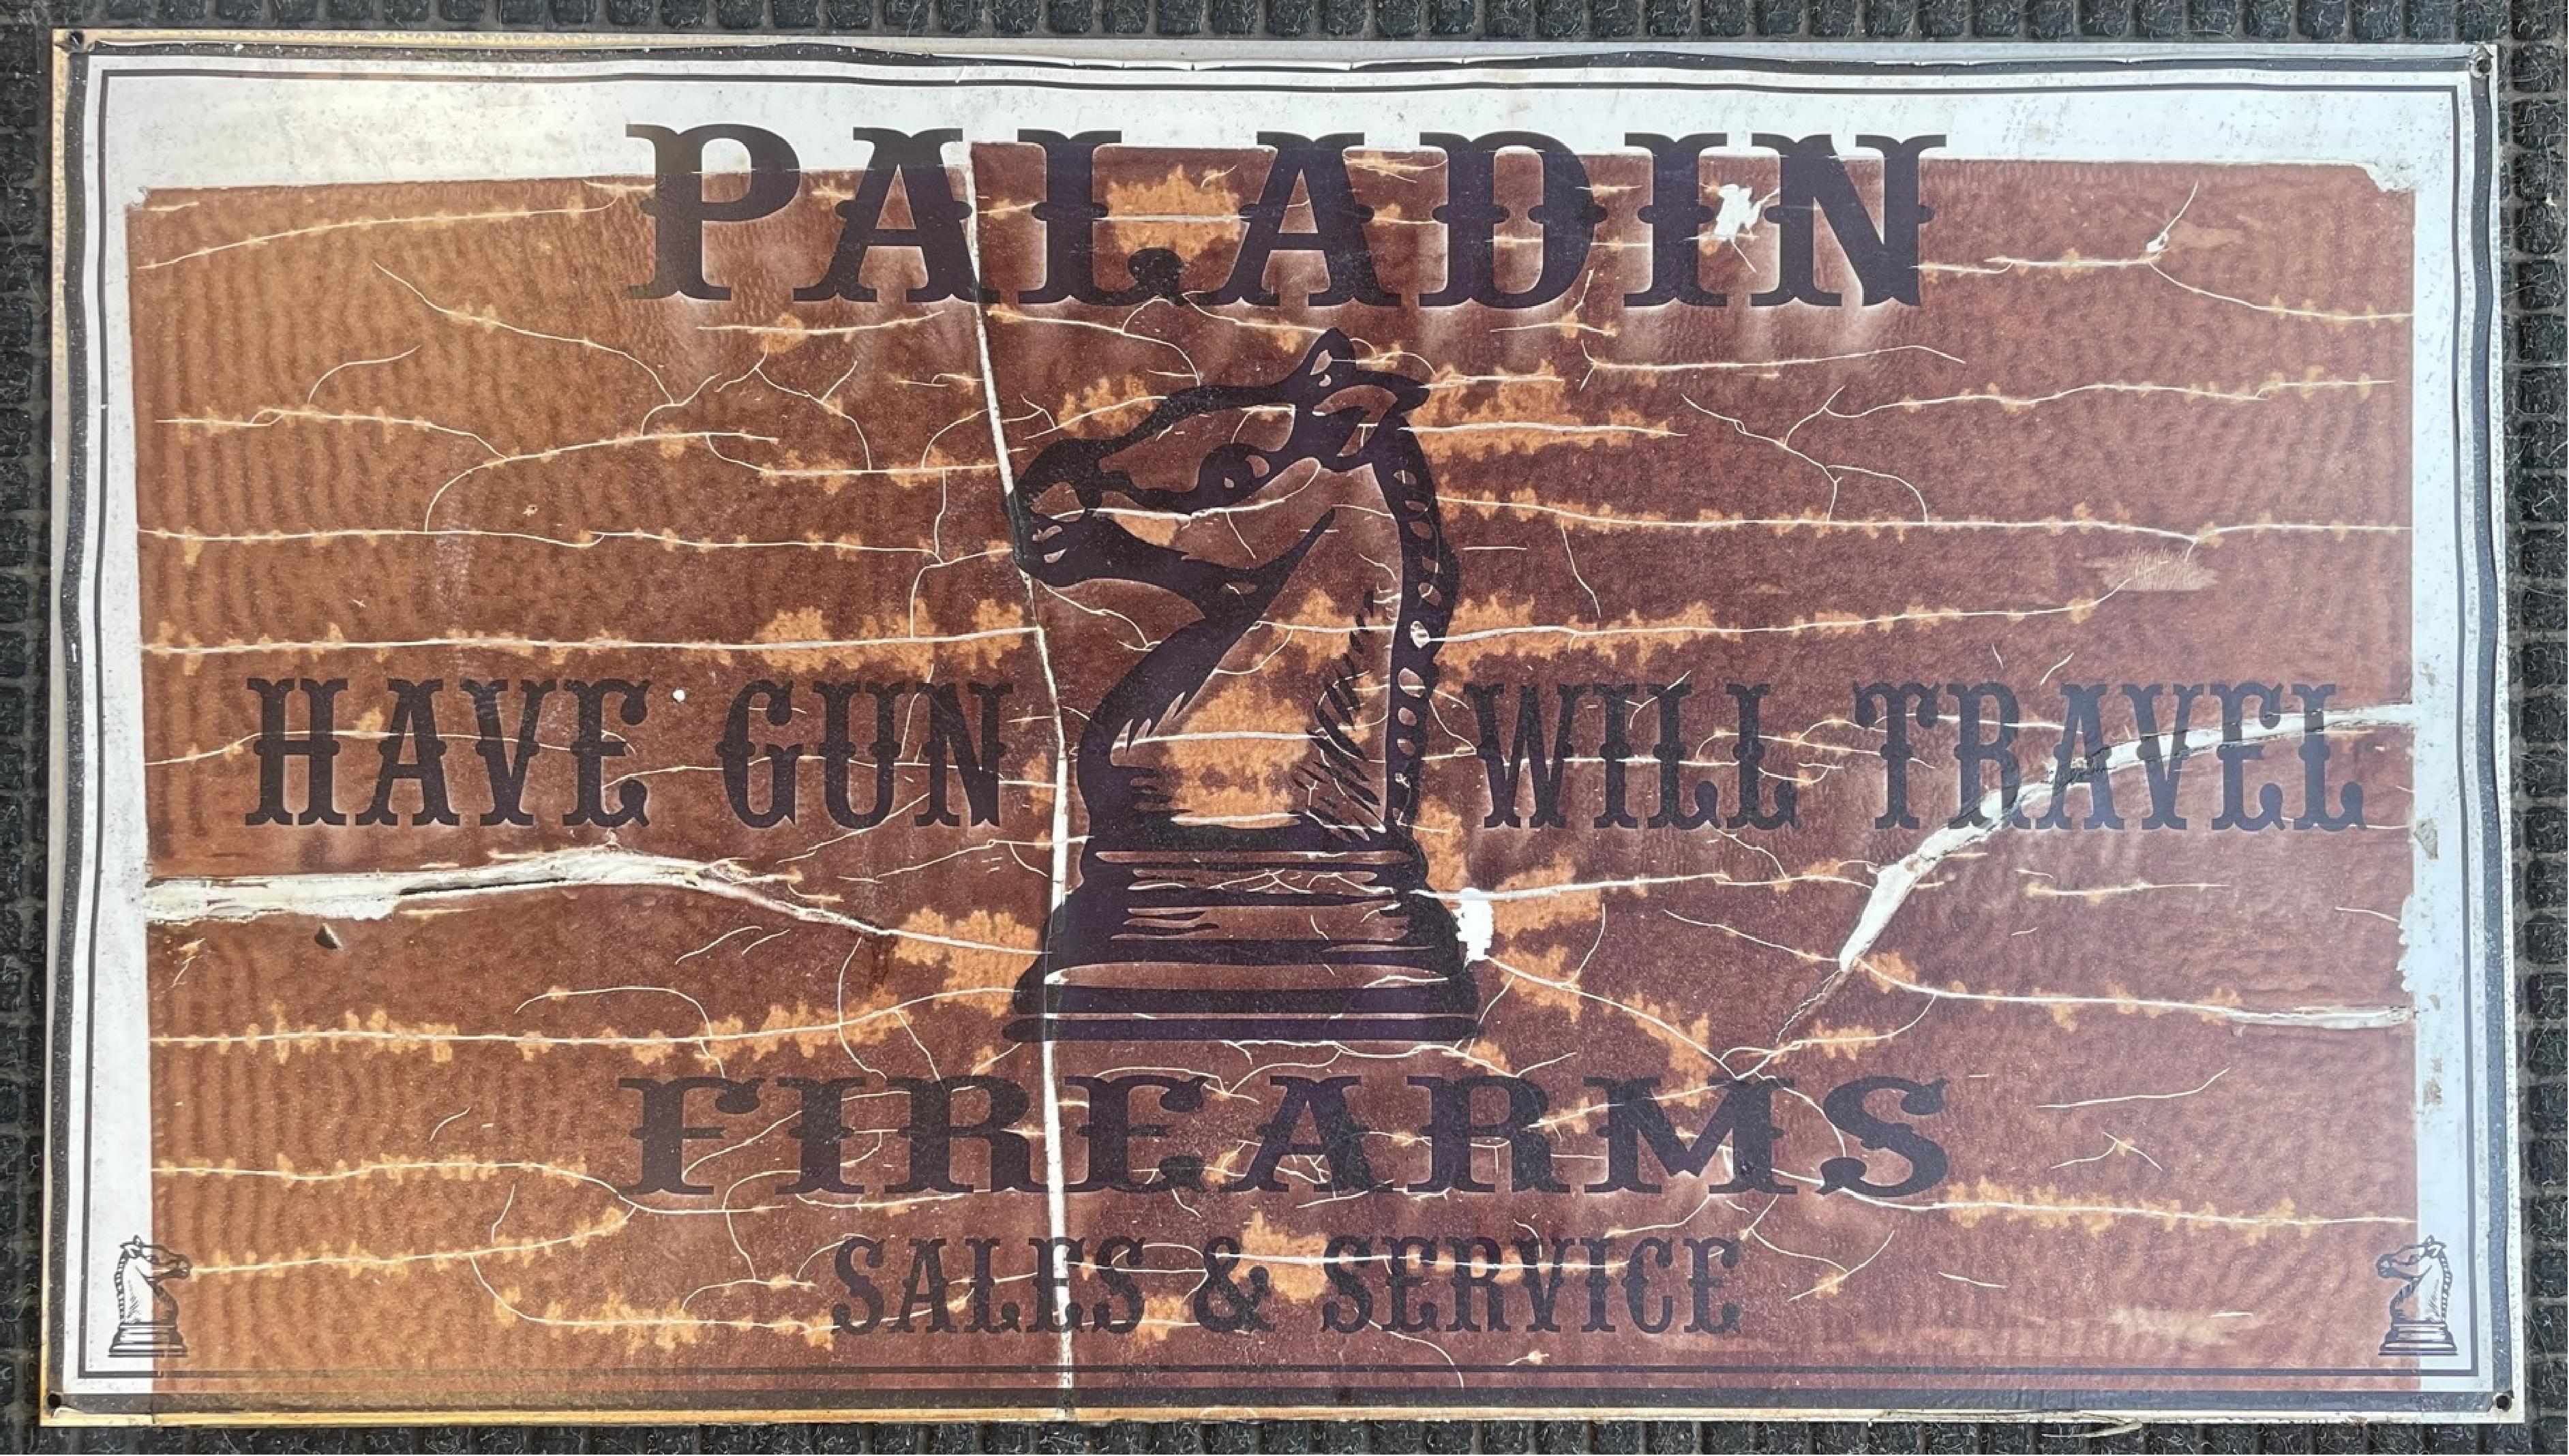 PALADIN
HAVE GUN WILL TRAVEL
FIREARMS
SALES & SERVICE